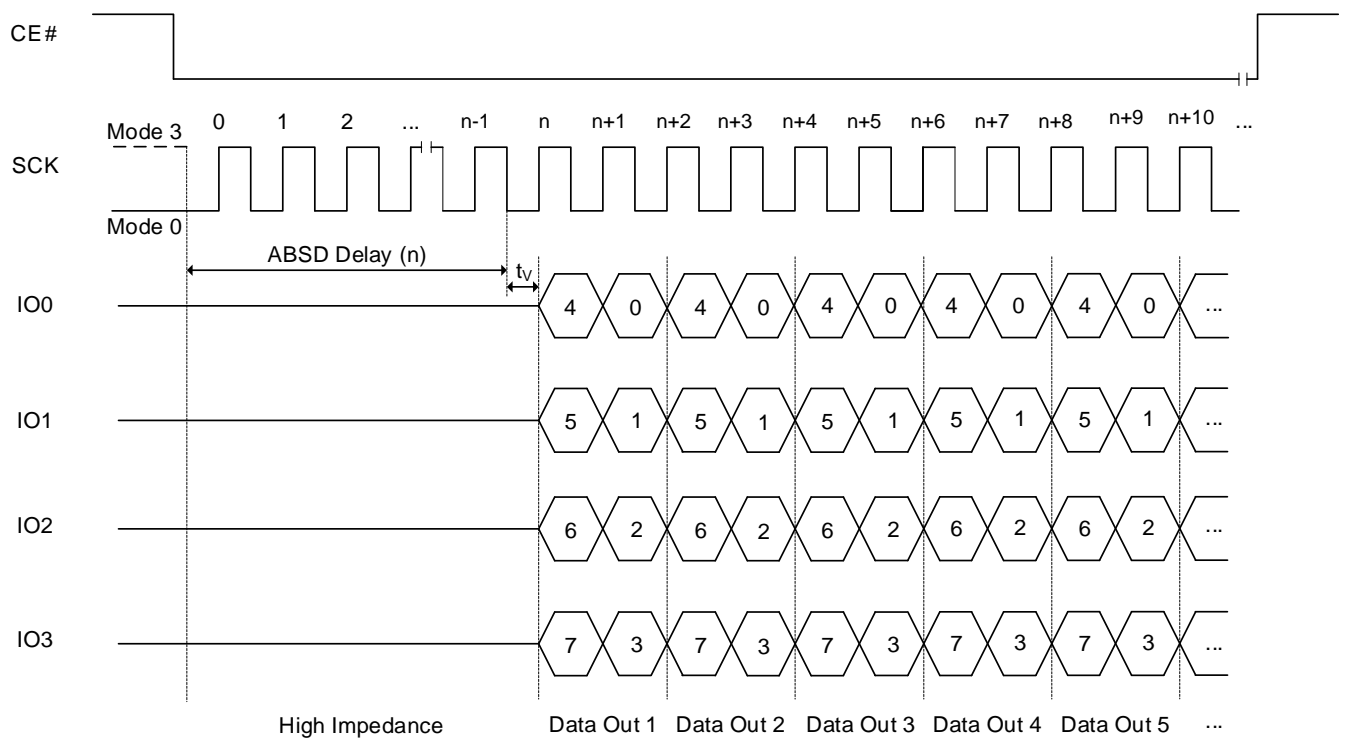 CE#
0 1 2 ... n-1 n n+1 n+2 n+3 n+4 n+5 n+6 n+7 n+8 n+9 n+10 ...
Mode 3
SCK
Mode 0
ABSD Delay (n)
tV
IO0 4 0 4 0 4 0 4 0 4 0 ...
IO1 5 1 5 1 5 1 5 1 5 1 ...
IO2 6 2 6 2 6 2 6 2 6 2 ...
IO3 7 3 7 3 7 3 7 3 7 3 ...
High Impedance Data Out 1 Data Out 2 Data Out 3 Data Out 4 Data Out 5 ...